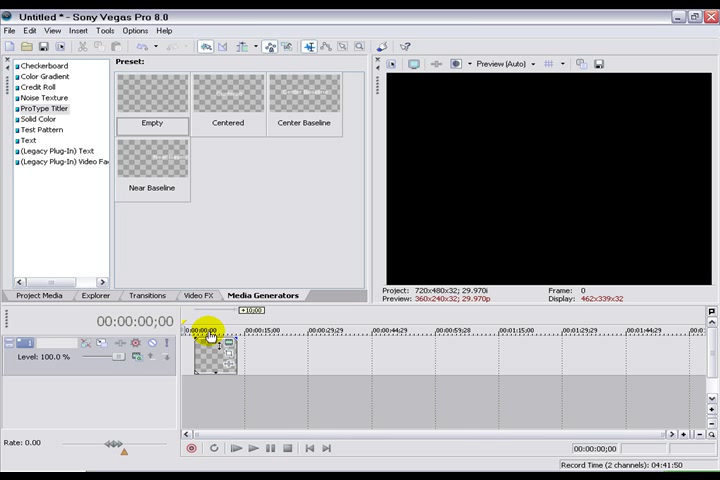 Untitled * - Sony Vegas Pro 8.0
File Edit View Insert Tools Options Help
Checkerboard
Color Gradient
Credit Roll
Noise Texture
ProType Titler
Solid Color
Test Pattern
Text
(Legacy Plug-In) Text
(Legacy Plug-In) Video Fa
Preset:
Empty
Centered
Center Baseline
Near Baseline
Preview (Auto)
Project: 720x480x32; 29.970i
Frame: 0
Preview: 360x240x32; 29.970p
Display: 462x339x32
Project Media Explorer Transitions Video FX Media Generators
+10;00
00:00:00;00
0:00:00;00 00:00:15;00 00:00:29;29 00:00:44;29 00:00:59;28 00:01:15;00 00:01:29;29 00:01:44;29 00:0
1
Level: 100.0 %
Rate: 0.00
00:00:00;00
Record Time (2 channels): 04:41:50